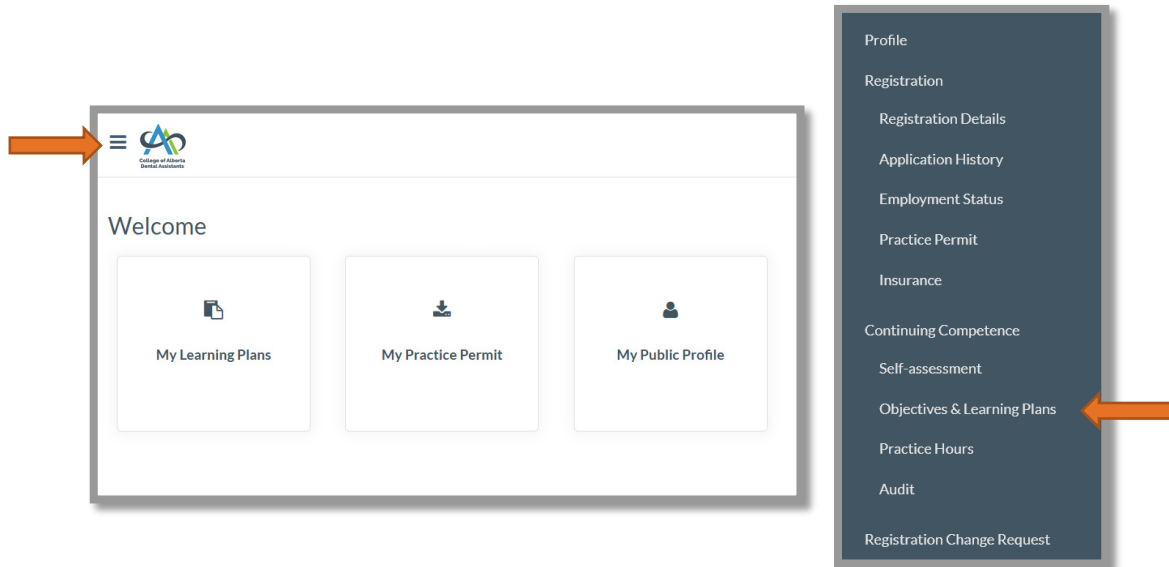 College of Alberta
Dental Assistants
Welcome
My Learning Plans
My Practice Permit
My Public Profile
Profile
Registration
Registration Details
Application History
Employment Status
Practice Permit
Insurance
Continuing Competence
Self-assessment
Objectives & Learning Plans
Practice Hours
Audit
Registration Change Request